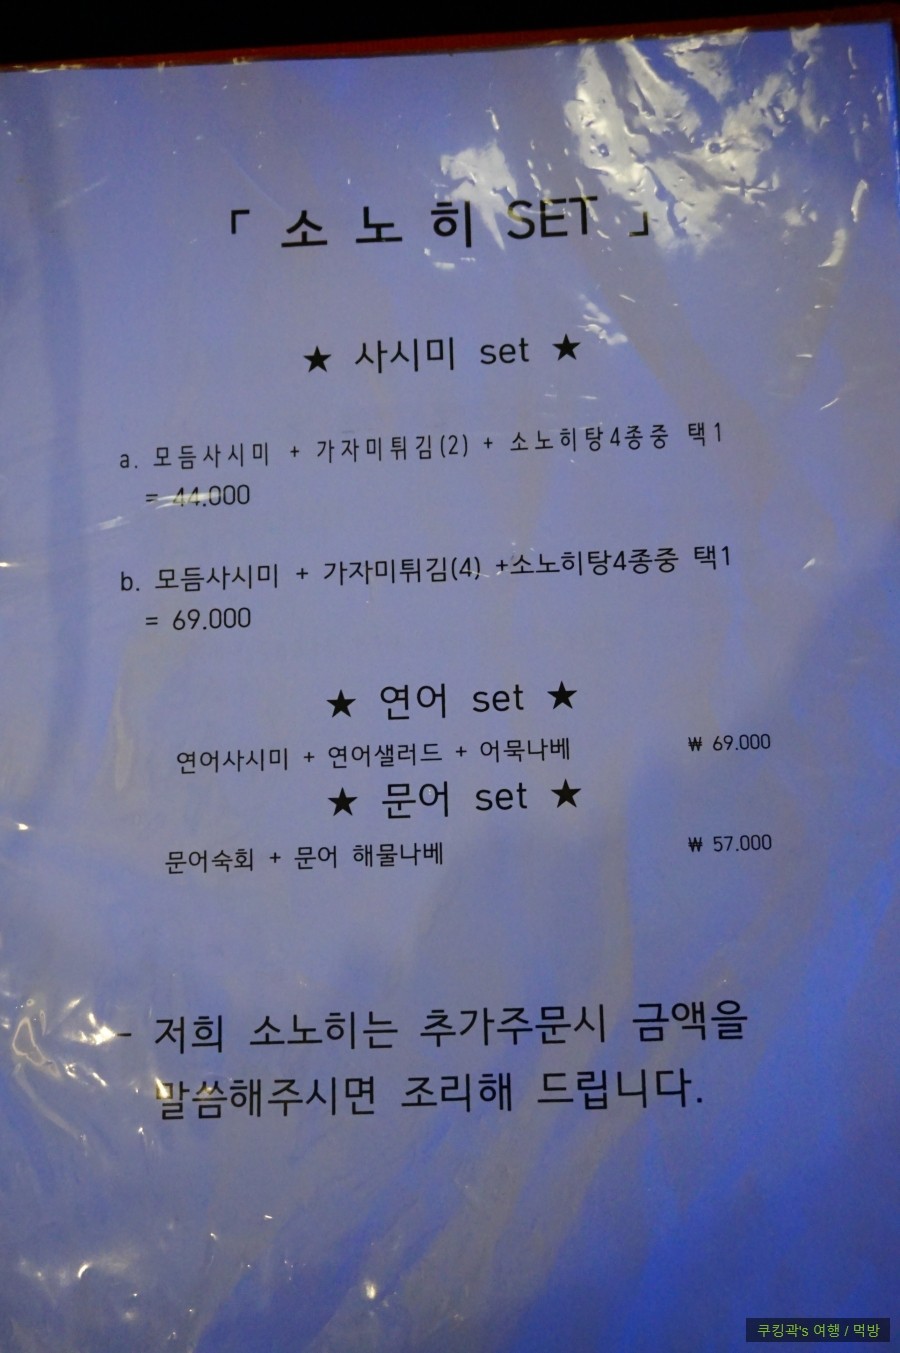 「 소노히 SET 」
★ 사시미 set ★
a. 모듬사시미 + 가자미튀김(2) + 소노히탕4종중 택1
= 44.000
b. 모듬사시미 + 가자미튀김(4) +소노히탕4종중 택1
= 69.000
★ 연어 set ★
연어사시미 + 연어샐러드 + 어묵나베 ₩ 69.000
★ 문어 set ★
문어숙회 + 문어 해물나베 ₩ 57.000
- 저희 소노히는 추가주문시 금액을
말씀해주시면 조리해 드립니다.
쿠킹곽's 여행 / 먹방